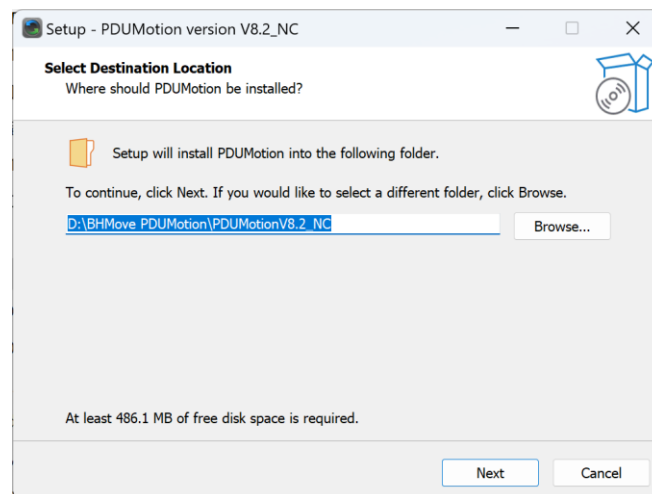 Setup - PDUMotion version V8.2_NC
Select Destination Location
Where should PDUMotion be installed?
Setup will install PDUMotion into the following folder.
To continue, click Next. If you would like to select a different folder, click Browse.
D:\BHMove PDUMotion\PDUMotionV8.2_NC
Browse...
At least 486.1 MB of free disk space is required.
Next
Cancel